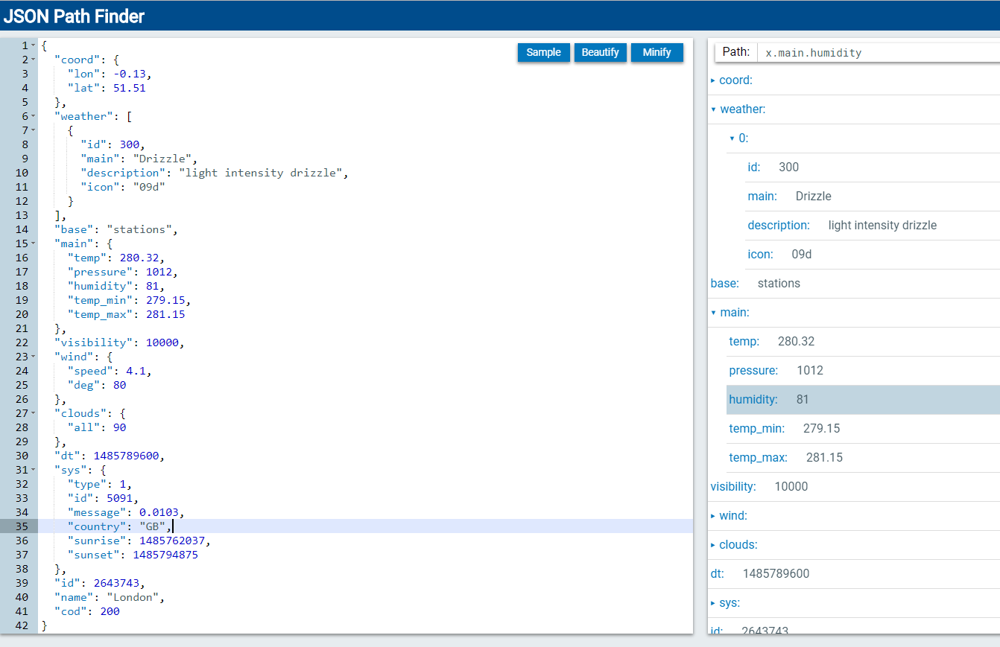 JSON Path Finder
Sample Beautify Minify
1 {
2 "coord": {
3 "lon": -0.13,
4 "lat": 51.51
5 },
6 "weather": [
7 {
8 "id": 300,
9 "main": "Drizzle",
10 "description": "light intensity drizzle",
11 "icon": "09d"
12 }
13 ],
14 "base": "stations",
15 "main": {
16 "temp": 280.32,
17 "pressure": 1012,
18 "humidity": 81,
19 "temp_min": 279.15,
20 "temp_max": 281.15
21 },
22 "visibility": 10000,
23 "wind": {
24 "speed": 4.1,
25 "deg": 80
26 },
27 "clouds": {
28 "all": 90
29 },
30 "dt": 1485789600,
31 "sys": {
32 "type": 1,
33 "id": 5091,
34 "message": 0.0103,
35 "country": "GB",
36 "sunrise": 1485762037,
37 "sunset": 1485794875
38 },
39 "id": 2643743,
40 "name": "London",
41 "cod": 200
42 }
Path: x.main.humidity
coord:
weather:
0:
id: 300
main: Drizzle
description: light intensity drizzle
icon: 09d
base: stations
main:
temp: 280.32
pressure: 1012
humidity: 81
temp_min: 279.15
temp_max: 281.15
visibility: 10000
wind:
clouds:
dt: 1485789600
sys:
id: 2643743